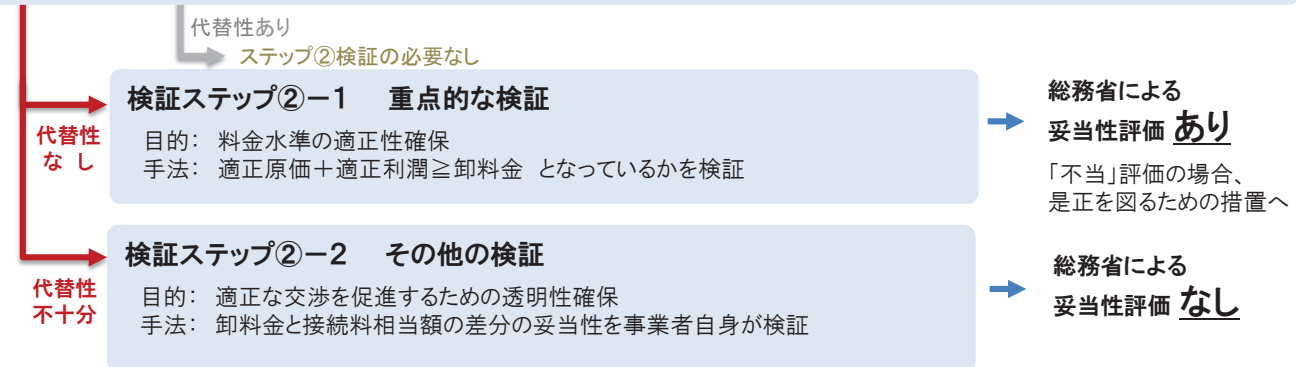 代替性あり
ステップ②検証の必要なし
代替性
な し
検証ステップ②－１　重点的な検証
目的： 料金水準の適正性確保
手法： 適正原価＋適正利潤≧卸料金 となっているかを検証
総務省による
妥当性評価 あり
「不当」評価の場合、
是正を図るための措置へ
代替性
不十分
検証ステップ②－２　その他の検証
目的： 適正な交渉を促進するための透明性確保
手法： 卸料金と接続料相当額の差分の妥当性を事業者自身が検証
総務省による
妥当性評価 なし